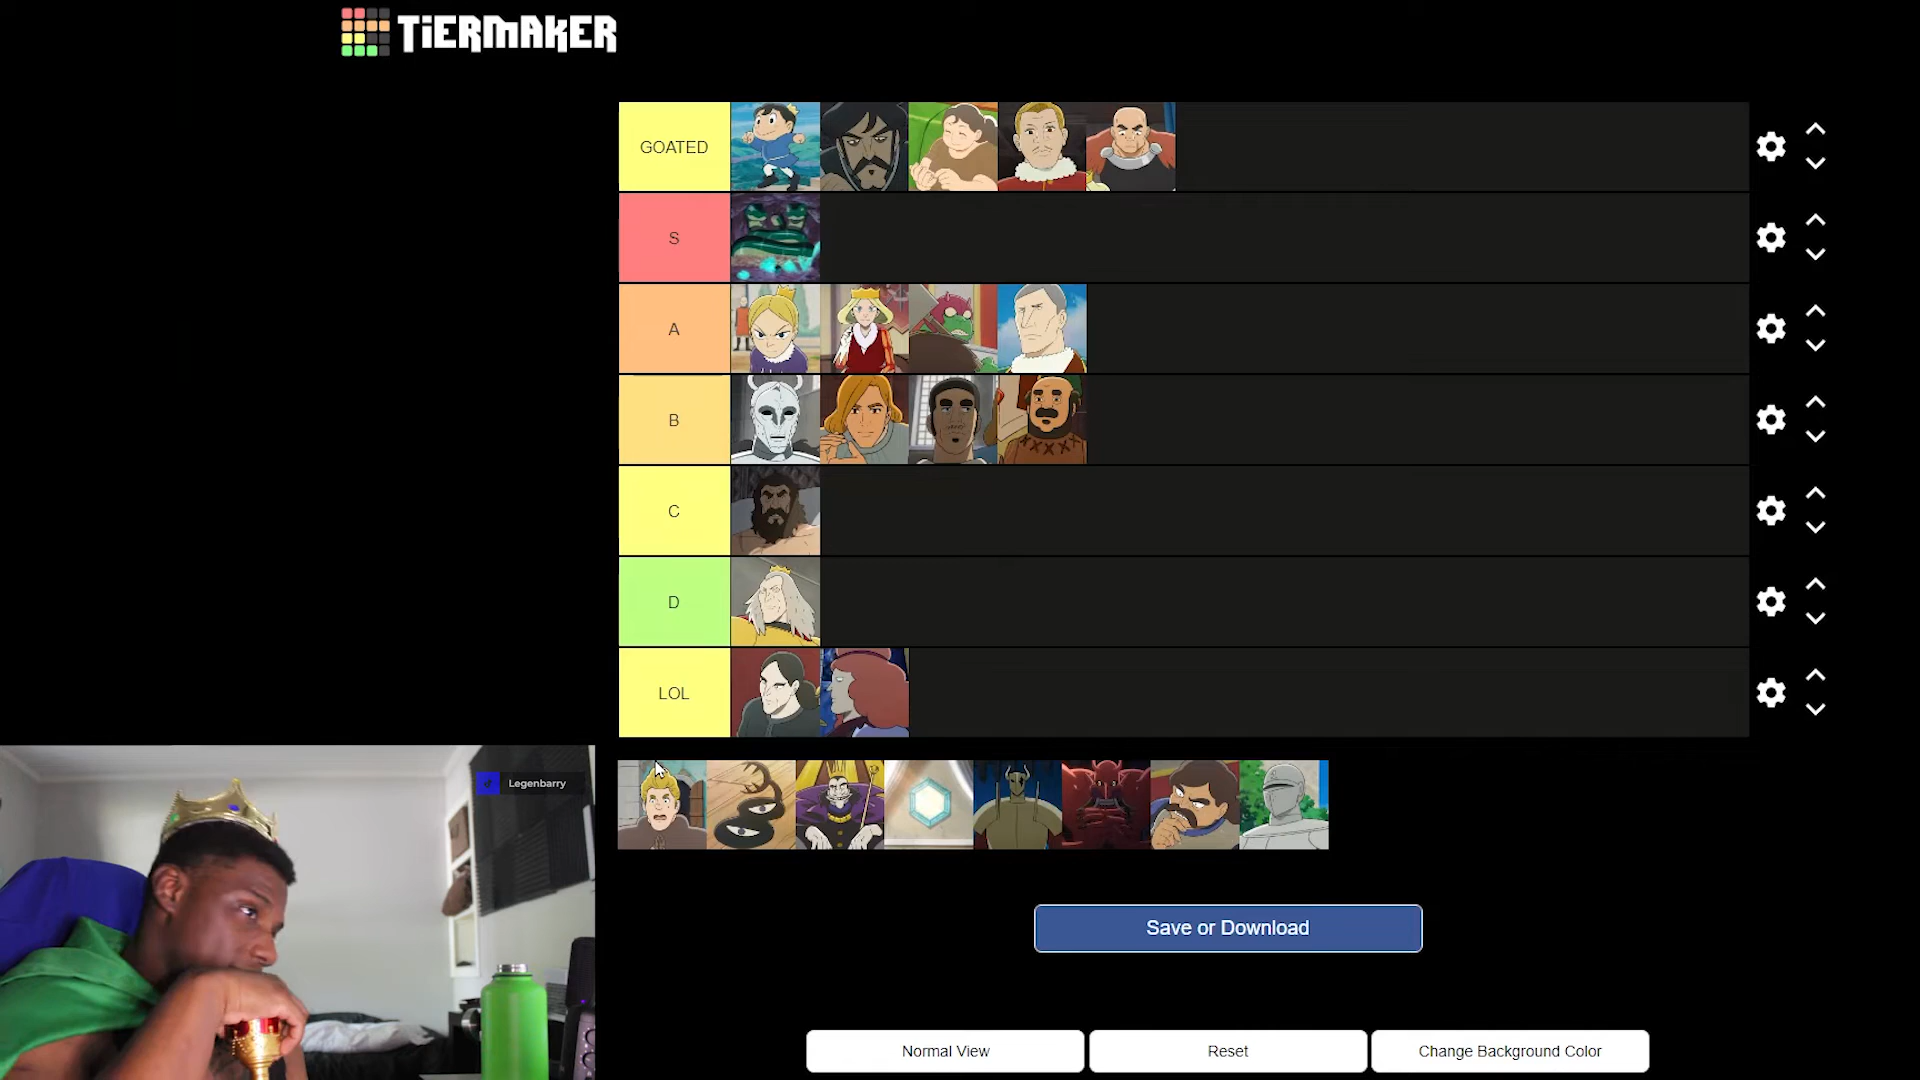 TiERMAKER
GOATED
S
A
B
C
D
LOL
Legenbarry
Save or Download
Normal View
Reset
Change Background Color